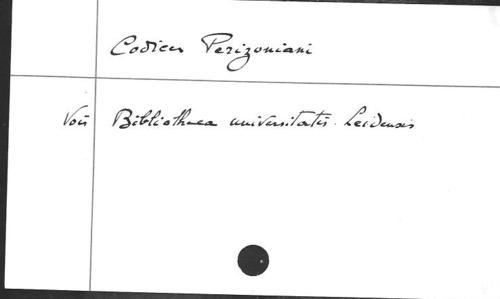 Codices Perizoniani
Voir Bibliotheca universitatis Leidensis